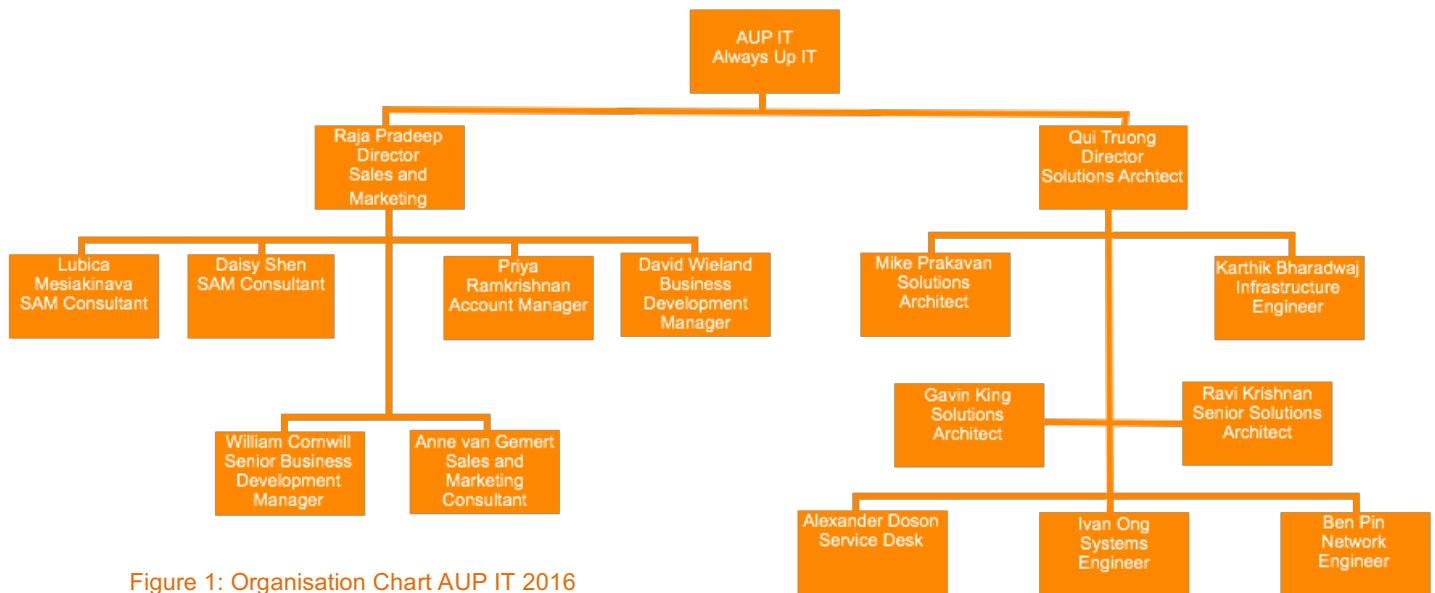 AUP IT
Always Up IT
Raja Pradeep
Director
Sales and
Marketing
Qui Truong
Director
Solutions Archtect
Lubica
Mesiakinava
SAM Consultant
Daisy Shen
SAM Consultant
Priya
Ramkrishnan
Account Manager
David Wieland
Business
Development
Manager
Mike Prakavan
Solutions
Architect
Karthik Bharadwaj
Infrastructure
Engineer
Gavin King
Solutions
Architect
Ravi Krishnan
Senior Solutions
Architect
William Cornwill
Senior Business
Development
Manager
Anne van Gemert
Sales and
Marketing
Consultant
Alexander Doson
Service Desk
Ivan Ong
Systems
Engineer
Ben Pin
Network
Engineer
Figure 1: Organisation Chart AUP IT 2016